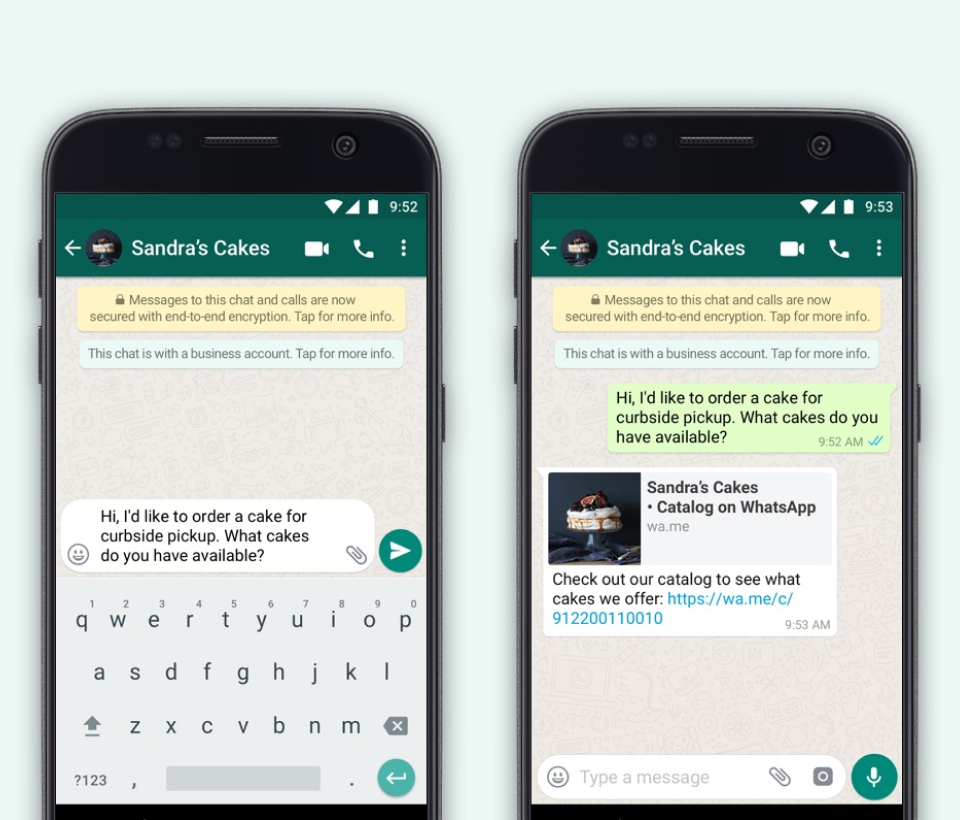 9:52
Sandra's Cakes
Messages to this chat and calls are now
secured with end-to-end encryption. Tap for more info.
This chat is with a business account. Tap for more info.
Hi, I'd like to order a cake for
curbside pickup. What cakes
do you have available?
1 2 3 4 5 6 7 8 9 0
q w e r t y u i o p
a s d f g h j k l
z x c v b n m
?123 , .
9:53
Sandra's Cakes
Messages to this chat and calls are now
secured with end-to-end encryption. Tap for more info.
This chat is with a business account. Tap for more info.
Hi, I'd like to order a cake for
curbside pickup. What cakes do you
have available?
9:52 AM
Sandra's Cakes
• Catalog on WhatsApp
wa.me
Check out our catalog to see what
cakes we offer: https://wa.me/c/
912200110010
9:53 AM
Type a message